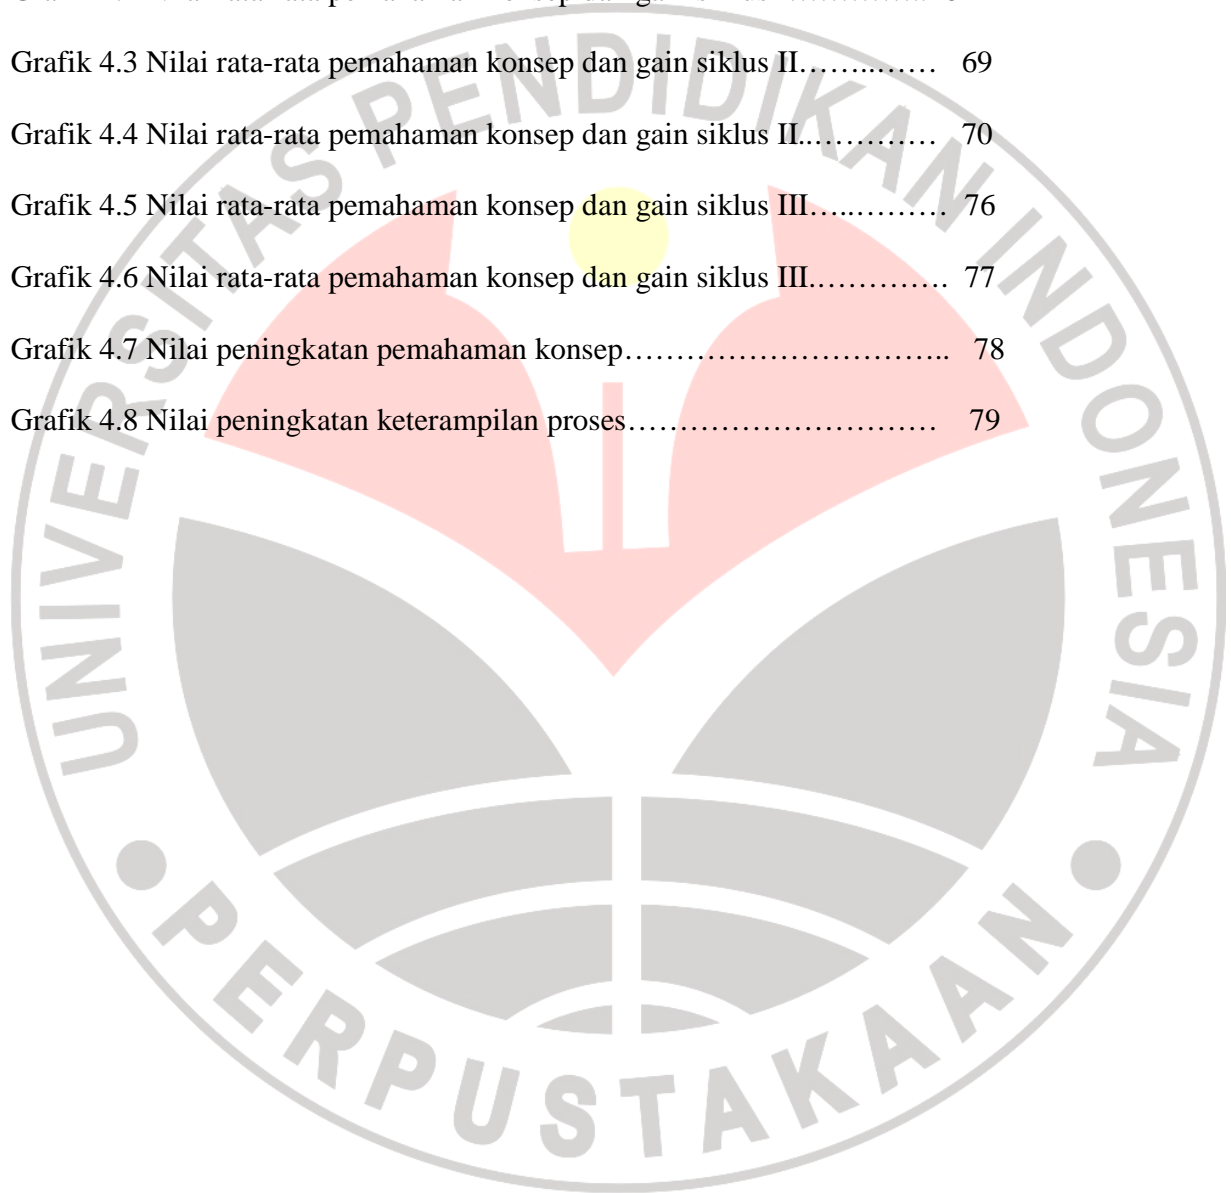 Grafik 4.3 Nilai rata-rata pemahaman konsep dan gain siklus II……..…… 69
Grafik 4.4 Nilai rata-rata pemahaman konsep dan gain siklus II..………… 70
Grafik 4.5 Nilai rata-rata pemahaman konsep dan gain siklus III…..……… 76
Grafik 4.6 Nilai rata-rata pemahaman konsep dan gain siklus III.…………. 77
Grafik 4.7 Nilai peningkatan pemahaman konsep………………………….. 78
Grafik 4.8 Nilai peningkatan keterampilan proses………………………… 79
UNIVERSITAS PENDIDIKAN INDONESIA
PERPUSTAKAAN